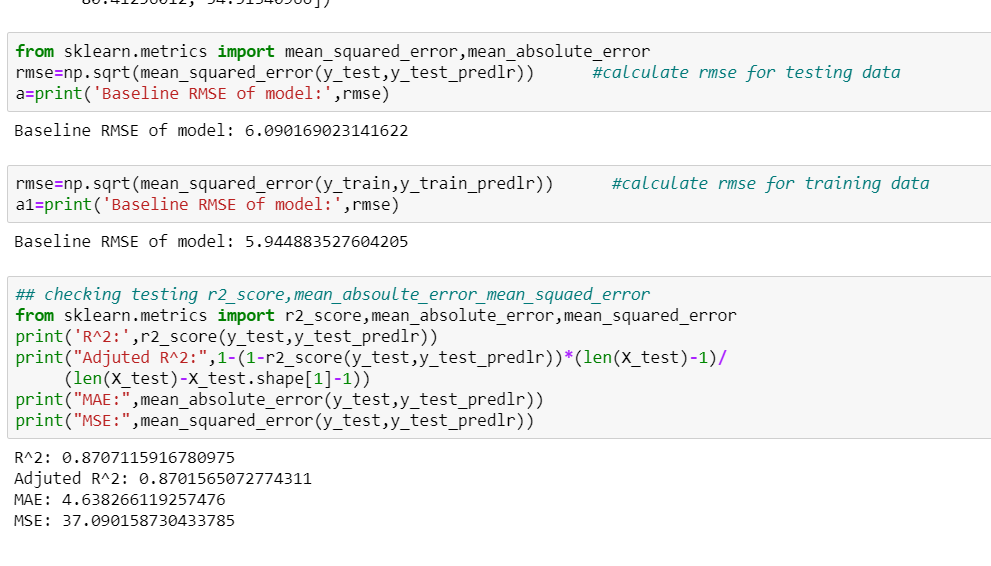 from sklearn.metrics import mean_squared_error,mean_absolute_error
rmse=np.sqrt(mean_squared_error(y_test,y_test_predlr))      #calculate rmse for testing data
a=print('Baseline RMSE of model:',rmse)
Baseline RMSE of model: 6.090169023141622
rmse=np.sqrt(mean_squared_error(y_train,y_train_predlr))      #calculate rmse for training data
a1=print('Baseline RMSE of model:',rmse)
Baseline RMSE of model: 5.944883527604205
## checking testing r2_score,mean_absoulte_error_mean_squaed_error
from sklearn.metrics import r2_score,mean_absolute_error,mean_squared_error
print('R^2:',r2_score(y_test,y_test_predlr))
print("Adjuted R^2:",1-(1-r2_score(y_test,y_test_predlr))*(len(X_test)-1)/
     (len(X_test)-X_test.shape[1]-1))
print("MAE:",mean_absolute_error(y_test,y_test_predlr))
print("MSE:",mean_squared_error(y_test,y_test_predlr))
R^2: 0.8707115916780975
Adjuted R^2: 0.8701565072774311
MAE: 4.638266119257476
MSE: 37.090158730433785